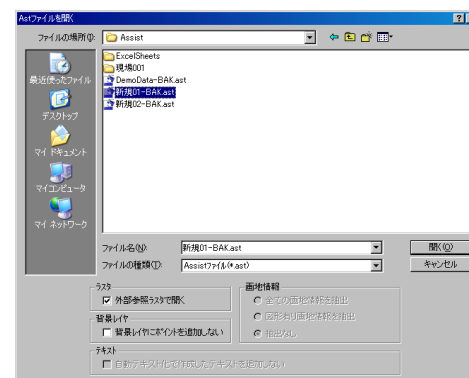 Astファイルを開く
ファイルの場所(I):
Assist
ExcelSheets
現場001
DemoData-BAK.ast
新規01-BAK.ast
新規02-BAK.ast
最近使ったファイル
デスクトップ
マイ ドキュメント
マイ コンピュータ
マイ ネットワーク
ファイル名(N):
新規01-BAK.ast
開く(O)
ファイルの種類(T):
Assistファイル(*.ast)
キャンセル
ラスタ
外部参照ラスタで開く
背景レイヤ
背景レイヤにポイントを追加しない
画地情報
全ての画地情報を抽出
図形有り画地情報を抽出
抽出なし
テキスト
自動テキスト化で作成したテキストを追加しない